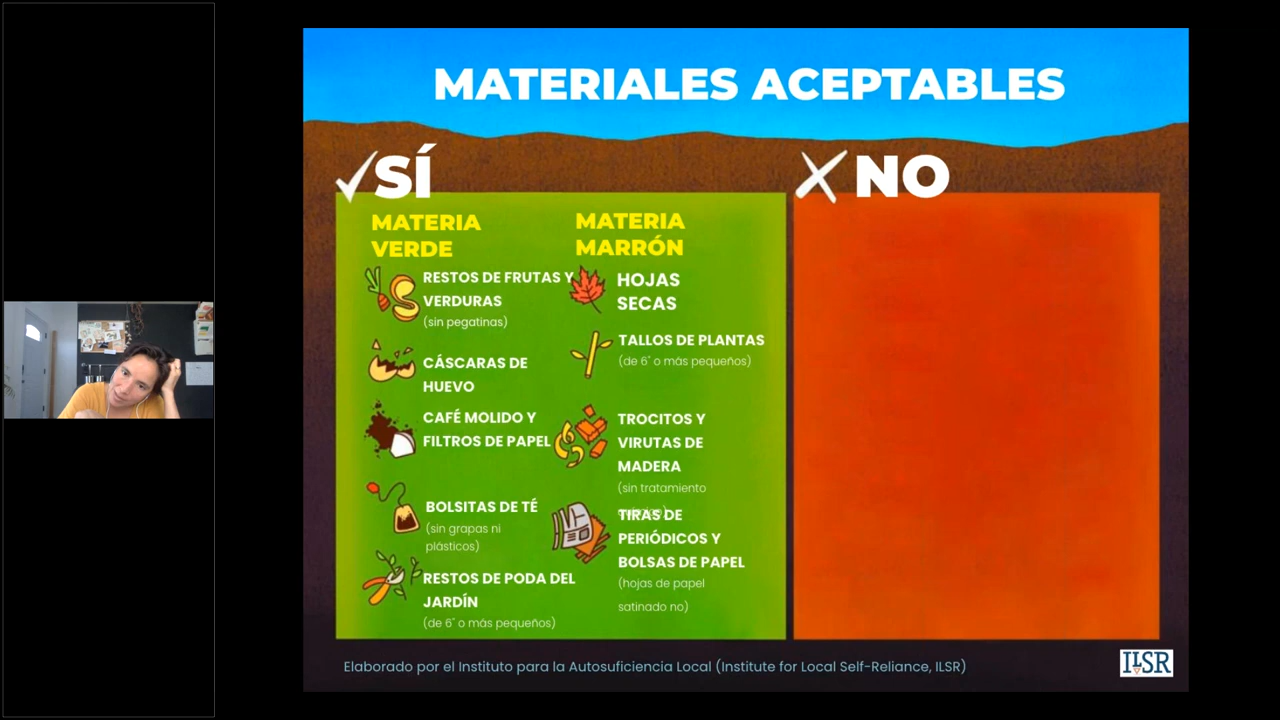 MATERIALES ACEPTABLES
SÍ
NO
MATERIA
VERDE
RESTOS DE FRUTAS Y
VERDURAS
(sin pegatinas)
CÁSCARAS DE
HUEVO
CAFÉ MOLIDO Y
FILTROS DE PAPEL
BOLSITAS DE TÉ
(sin grapas ni
plásticos)
RESTOS DE PODA DEL
JARDÍN
(de 6" o más pequeños)
MATERIA
MARRÓN
HOJAS
SECAS
TALLOS DE PLANTAS
(de 6" o más pequeños)
TROCITOS Y
VIRUTAS DE
MADERA
(sin tratamiento
TIRAS DE
PERIÓDICOS Y
BOLSAS DE PAPEL
(hojas de papel
satinado no)
Elaborado por el Instituto para la Autosuficiencia Local (Institute for Local Self-Reliance, ILSR)
ILSR